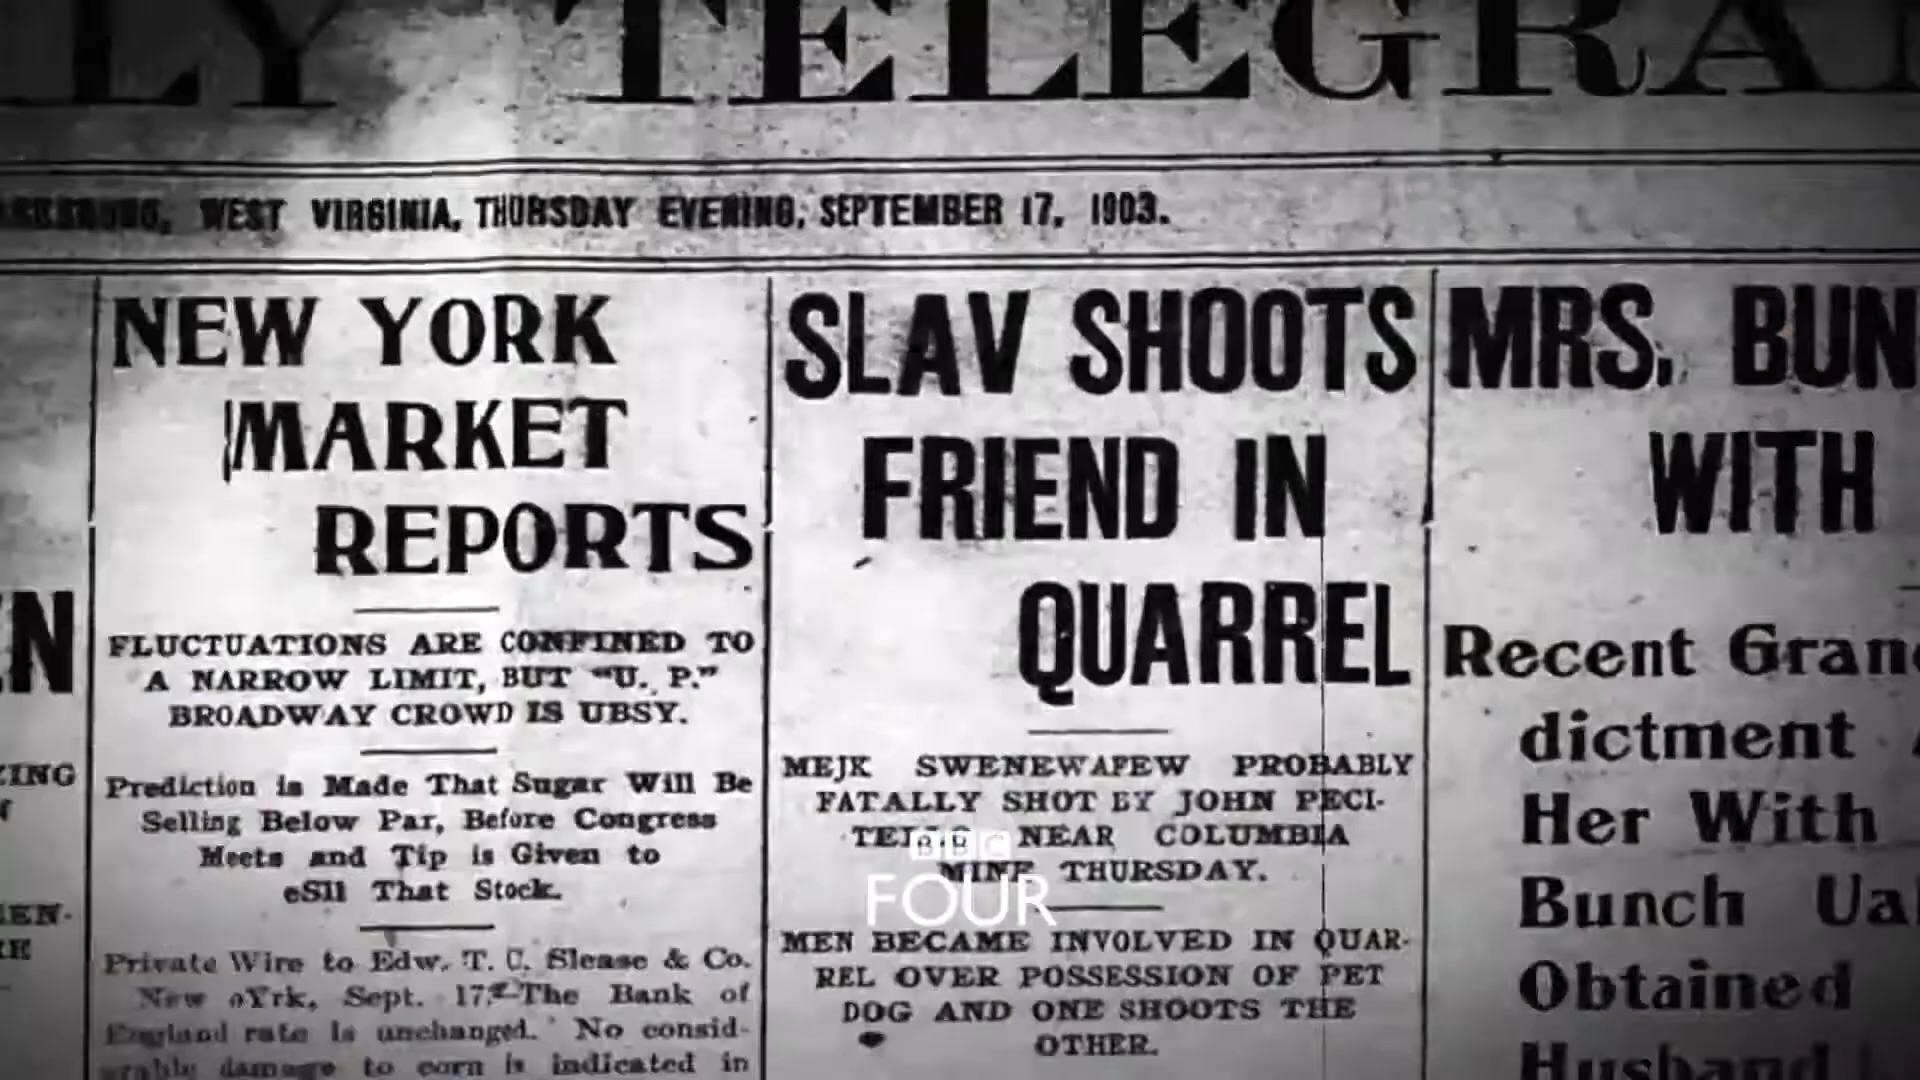 LY TELEGRA
WEST VIRGINIA, THURSDAY EVENING, SEPTEMBER 17, 1903.
NEW YORK
MARKET
REPORTS
FLUCTUATIONS ARE CONFINED TO
A NARROW LIMIT, BUT "U. P."
BROADWAY CROWD IS UBSY.
Prediction is Made That Sugar Will Be
Selling Below Par, Before Congress
Meets and Tip is Given to
eSll That Stock.
Private Wire to Edw. T. C. Slease & Co.
New oYrk, Sept. 17.—The Bank of
England rate is unchanged. No consid-
erable damage to corn is indicated in
SLAV SHOOTS
FRIEND IN
QUARREL
MEJK SWENEWAFEW PROBABLY
FATALLY SHOT BY JOHN PECI-
NEAR COLUMBIA
MINE THURSDAY.
MEN BECAME INVOLVED IN QUAR-
REL OVER POSSESSION OF PET
DOG AND ONE SHOOTS THE
OTHER.
MRS. BUN
WITH
Recent Gran
dictment
Her With
Bunch
Obtained
Husband
BBC
FOUR